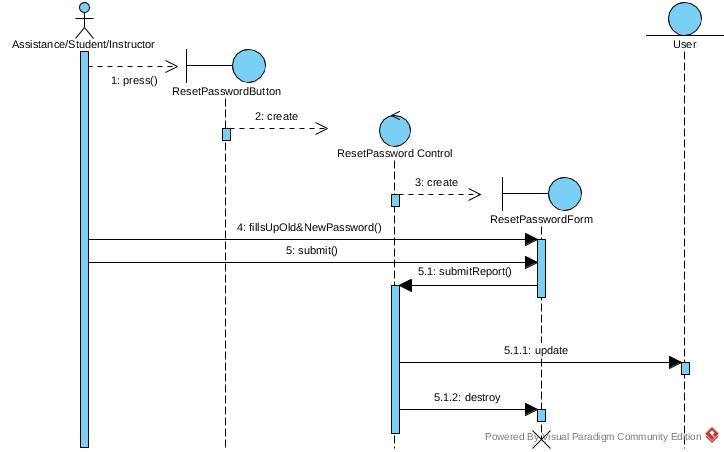 Assistance/Student/Instructor
User
1: press()
ResetPasswordButton
2: create
ResetPassword Control
3: create
ResetPasswordForm
4: fillsUpOld&NewPassword()
5: submit()
5.1: submitReport()
5.1.1: update
5.1.2: destroy
Powered By Visual Paradigm Community Edition